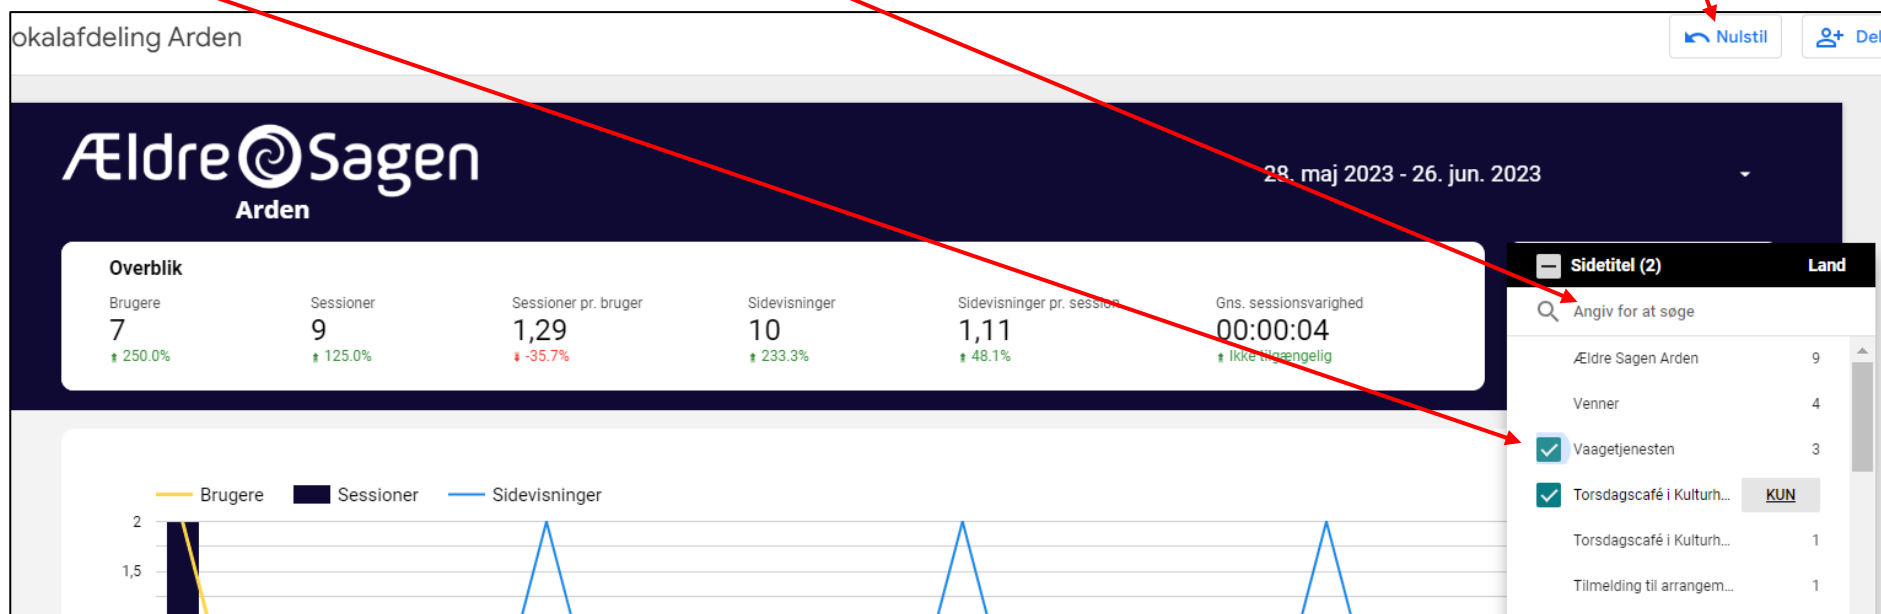 okalafdeling Arden
Nulstil
Del
Ældre Sagen
Arden
28. maj 2023 - 26. jun. 2023
Overblik
Brugere
7
250.0%
Sessioner
9
125.0%
Sessioner pr. bruger
1,29
-35.7%
Sidevisninger
10
233.3%
Sidevisninger pr. session
1,11
48.1%
Gns. sessionsvarighed
00:00:04
Ikke tilgængelig
Sidetitel (2) Land
Angiv for at søge
Ældre Sagen Arden 9
Venner 4
Vaagetjenesten 3
Torsdagscafé i Kulturh... KUN
Torsdagscafé i Kulturh... 1
Tilmelding til arrangem... 1
Brugere Sessioner Sidevisninger
2
1,5